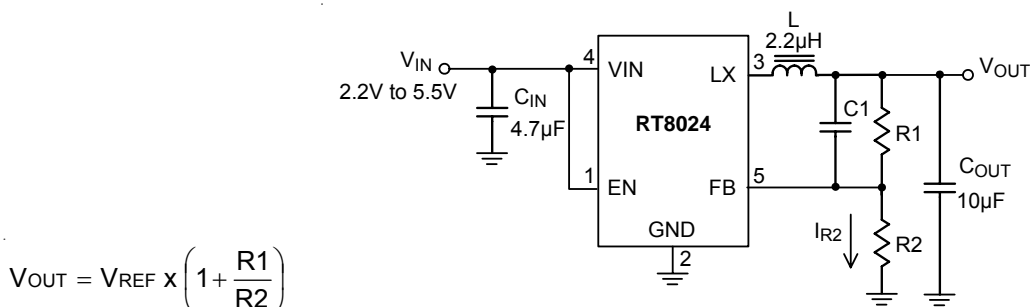 L
2.2µH
VIN
2.2V to 5.5V
CIN
4.7µF
4
VIN
LX
3
RT8024
1
EN
FB
5
GND
2
C1
R1
VOUT
COUT
10µF
IR2
R2
VOUT = VREF x (1+ R1/R2)